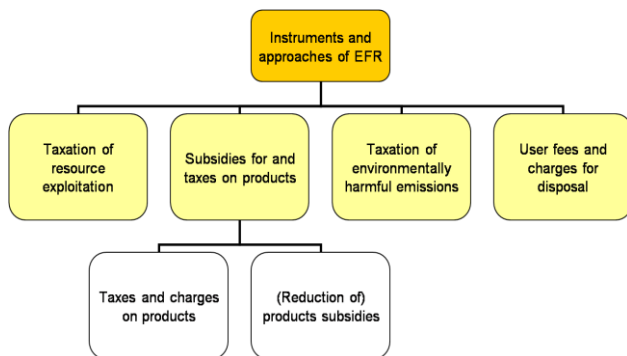 Instruments and
approaches of EFR
Taxation of
resource
exploitation
Subsidies for and
taxes on products
Taxation of
environmentally
harmful emissions
User fees and
charges for
disposal
Taxes and charges
on products
(Reduction of)
products subsidies